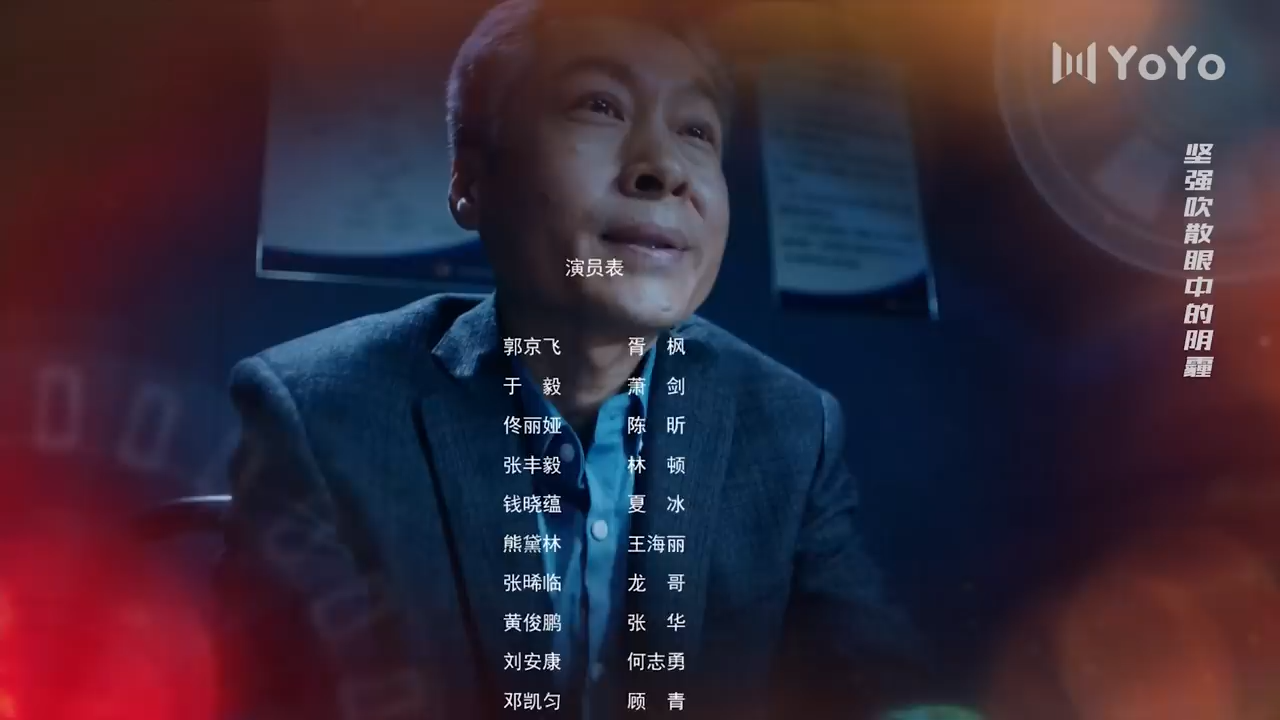 YoYo
坚强吹散眼中的阴霾
演员表
郭京飞 胥 枫
于 毅 萧 剑
佟丽娅 陈 昕
张丰毅 林 顿
钱晓蕴 夏 冰
熊黛林 王海丽
张晞临 龙 哥
黄俊鹏 张 华
刘安康 何志勇
邓凯匀 顾 青